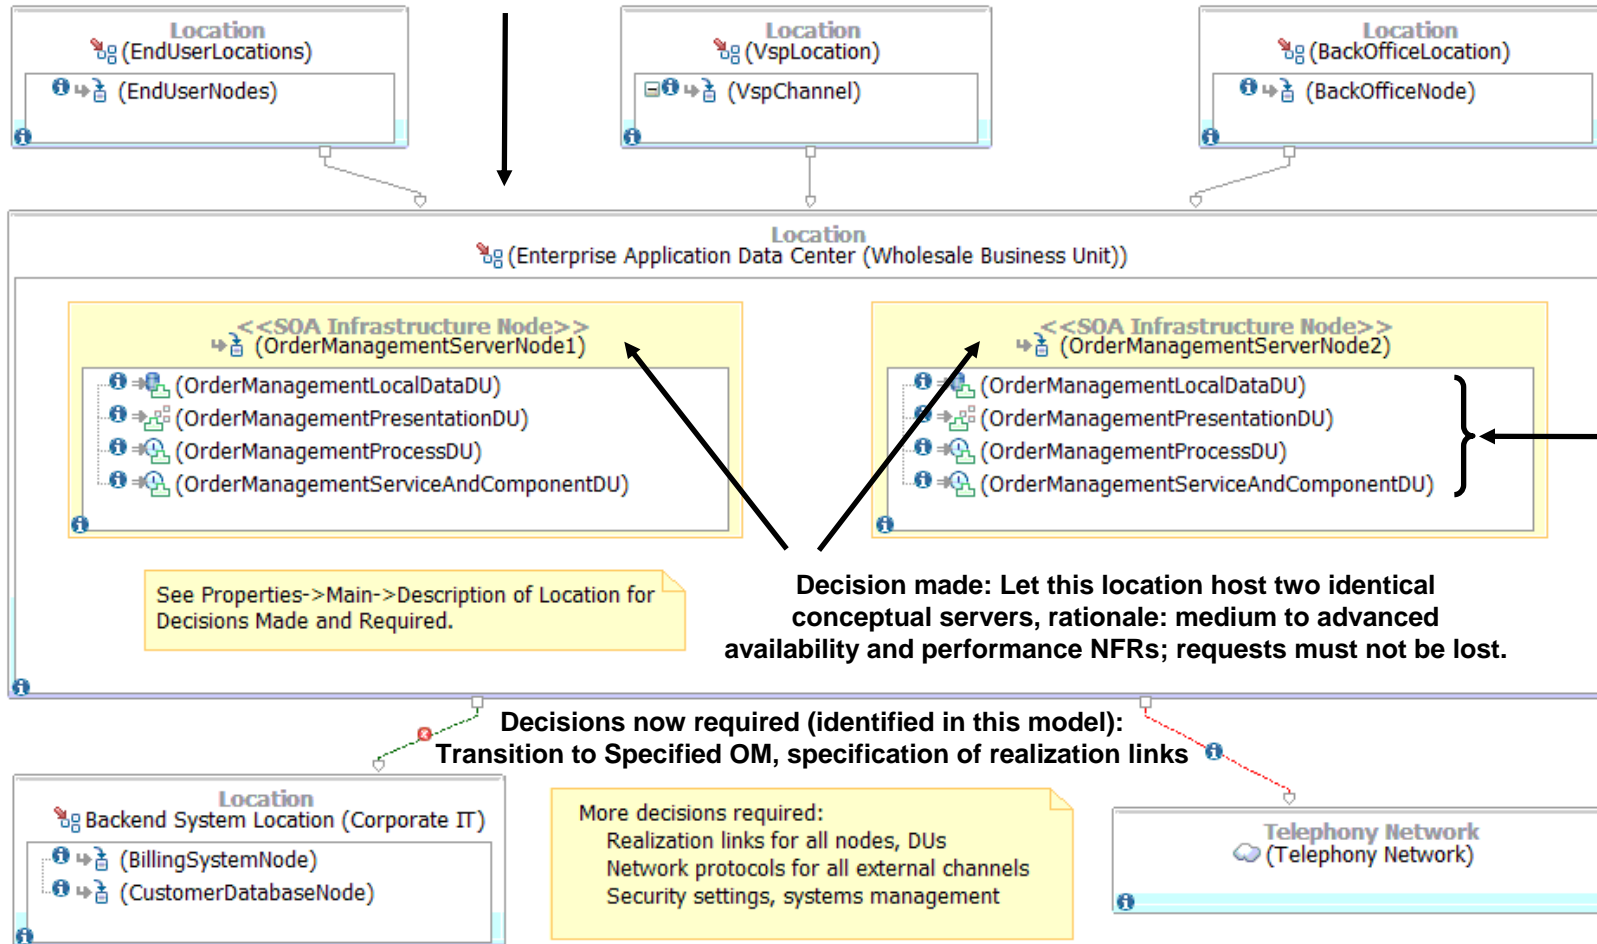 Location
(EndUserLocations)
(EndUserNodes)
Location
(VspLocation)
(VspChannel)
Location
(BackOfficeLocation)
(BackOfficeNode)
Location
(Enterprise Application Data Center (Wholesale Business Unit))
<<SOA Infrastructure Node>>
(OrderManagementServerNode1)
(OrderManagementLocalDataDU)
(OrderManagementPresentationDU)
(OrderManagementProcessDU)
(OrderManagementServiceAndComponentDU)
<<SOA Infrastructure Node>>
(OrderManagementServerNode2)
(OrderManagementLocalDataDU)
(OrderManagementPresentationDU)
(OrderManagementProcessDU)
(OrderManagementServiceAndComponentDU)
See Properties->Main->Description of Location for
Decisions Made and Required.
Decision made: Let this location host two identical
conceptual servers, rationale: medium to advanced
availability and performance NFRs; requests must not be lost.
Decisions now required (identified in this model):
Transition to Specified OM, specification of realization links
Location
Backend System Location (Corporate IT)
(BillingSystemNode)
(CustomerDatabaseNode)
More decisions required:
Realization links for all nodes, DUs
Network protocols for all external channels
Security settings, systems management
Telephony Network
(Telephony Network)